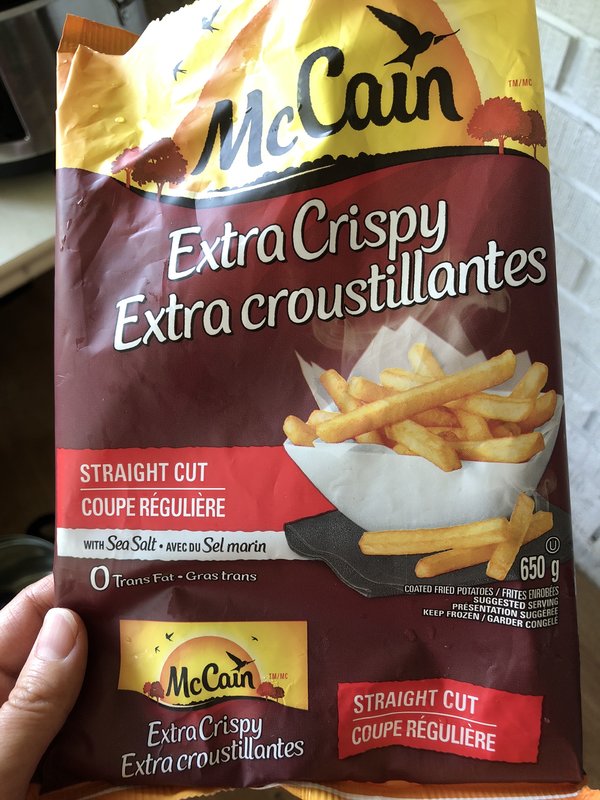 McCain
TM/MC
Extra Crispy
Extra croustillantes
STRAIGHT CUT
COUPE RÉGULIÈRE
WITH Sea Salt • AVEC DU Sel marin
0 Trans Fat • Gras trans
U
650 g
COATED FRIED POTATOES / FRITES ENROBÉES
SUGGESTED SERVING
PRÉSENTATION SUGGÉRÉE
KEEP FROZEN / GARDER CONGELÉ
McCain
TM/MC
Extra Crispy
Extra croustillantes
STRAIGHT CUT
COUPE RÉGULIÈRE